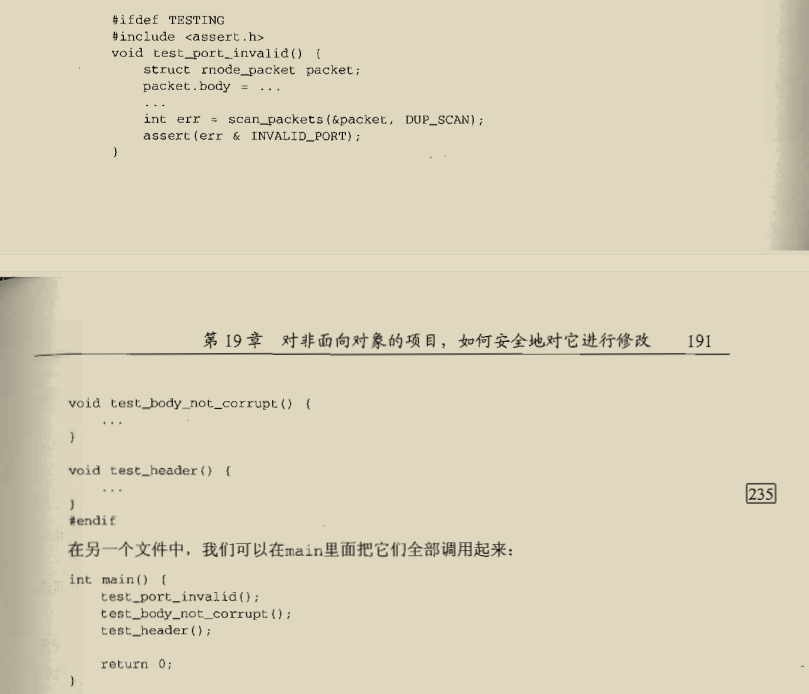 #ifdef TESTING
#include <assert.h>
void test_port_invalid() {
    struct rnode_packet packet;
    packet.body = ...
    ...
    int err = scan_packets(&packet, DUP_SCAN);
    assert(err & INVALID_PORT);
}
第 19 章 对非面向对象的项目，如何安全地对它进行修改 191
void test_body_not_corrupt() {
    ...
}
void test_header() {
    ...
}
235
#endif
在另一个文件中，我们可以在main里面把它们全部调用起来：
int main() {
    test_port_invalid();
    test_body_not_corrupt();
    test_header();
    return 0;
}